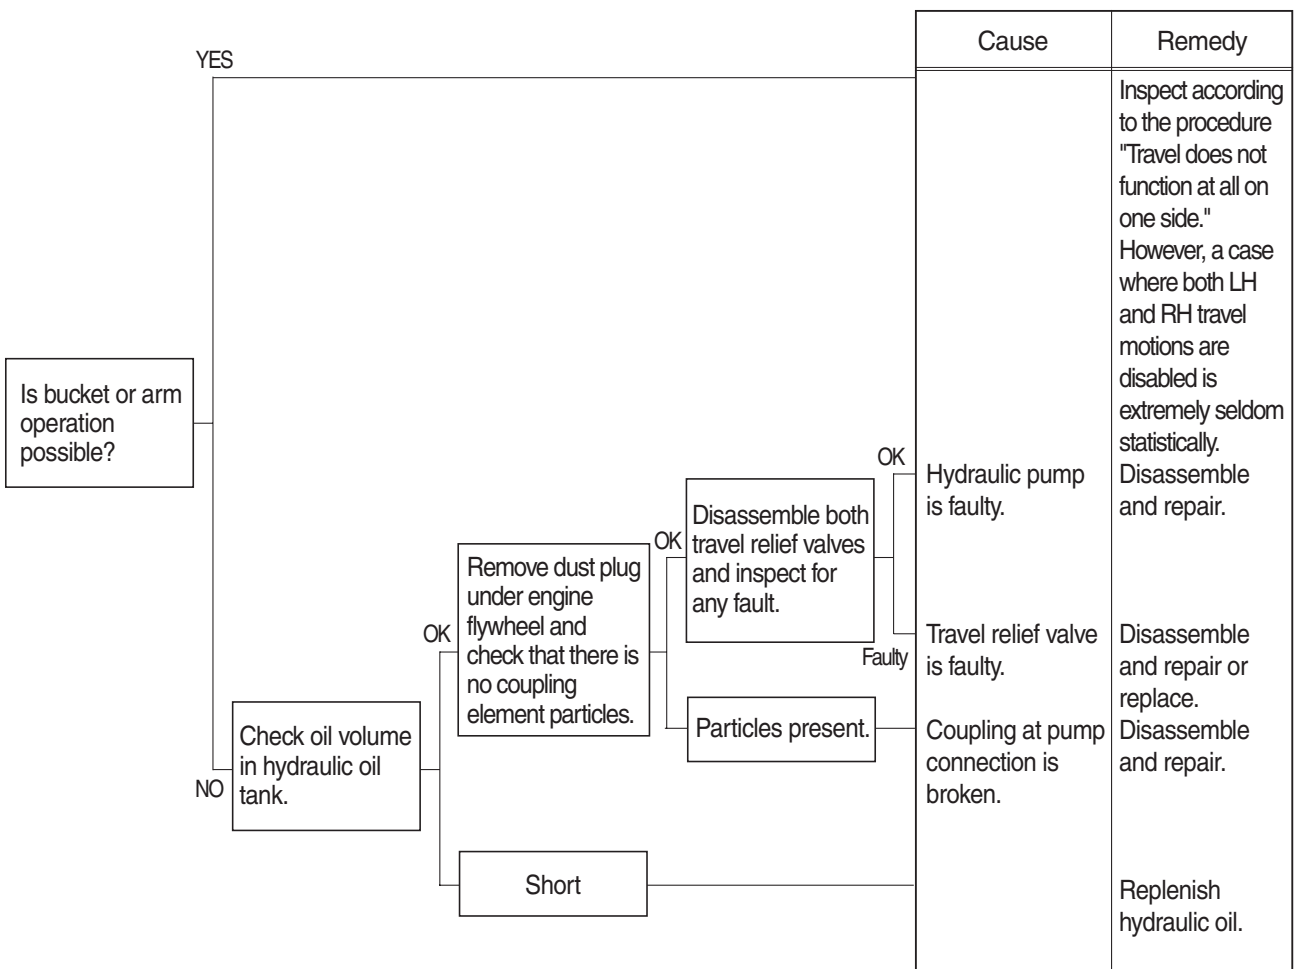 Cause
Remedy
YES
Inspect according
to the procedure
"Travel does not
function at all on
one side."
However, a case
where both LH
and RH travel
motions are
disabled is
extremely seldom
statistically.
Is bucket or arm
operation
possible?
NO
Check oil volume
in hydraulic oil
tank.
OK
Remove dust plug
under engine
flywheel and
check that there is
no coupling
element particles.
OK
Disassemble both
travel relief valves
and inspect for
any fault.
OK
Hydraulic pump
is faulty.
Disassemble
and repair.
Faulty
Travel relief valve
is faulty.
Disassemble
and repair or
replace.
Particles present.
Coupling at pump
connection is
broken.
Disassemble
and repair.
Short
Replenish
hydraulic oil.